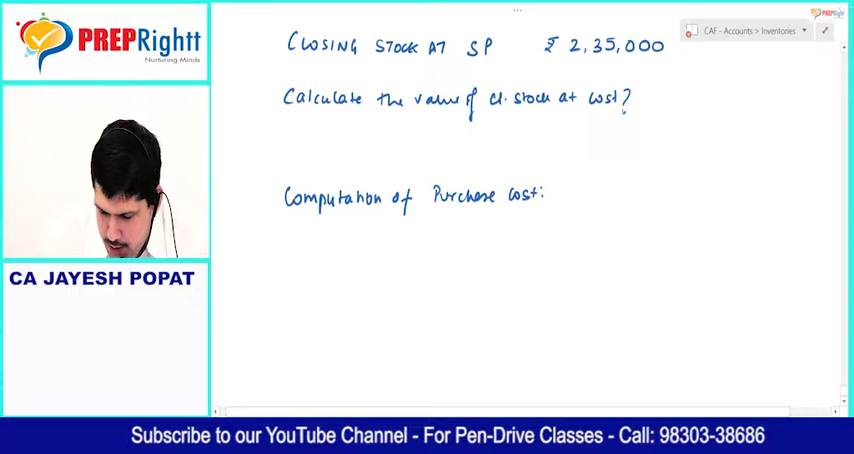 PREPRightt
Nurturing Minds
CAF - Accounts > Inventories
PREPRightt
CLOSING STOCK AT SP ₹ 2,35,000
Calculate the value of cl. stock at cost?
Computation of Purchase cost:
CA JAYESH POPAT
Subscribe to our YouTube Channel - For Pen-Drive Classes - Call: 98303-38686